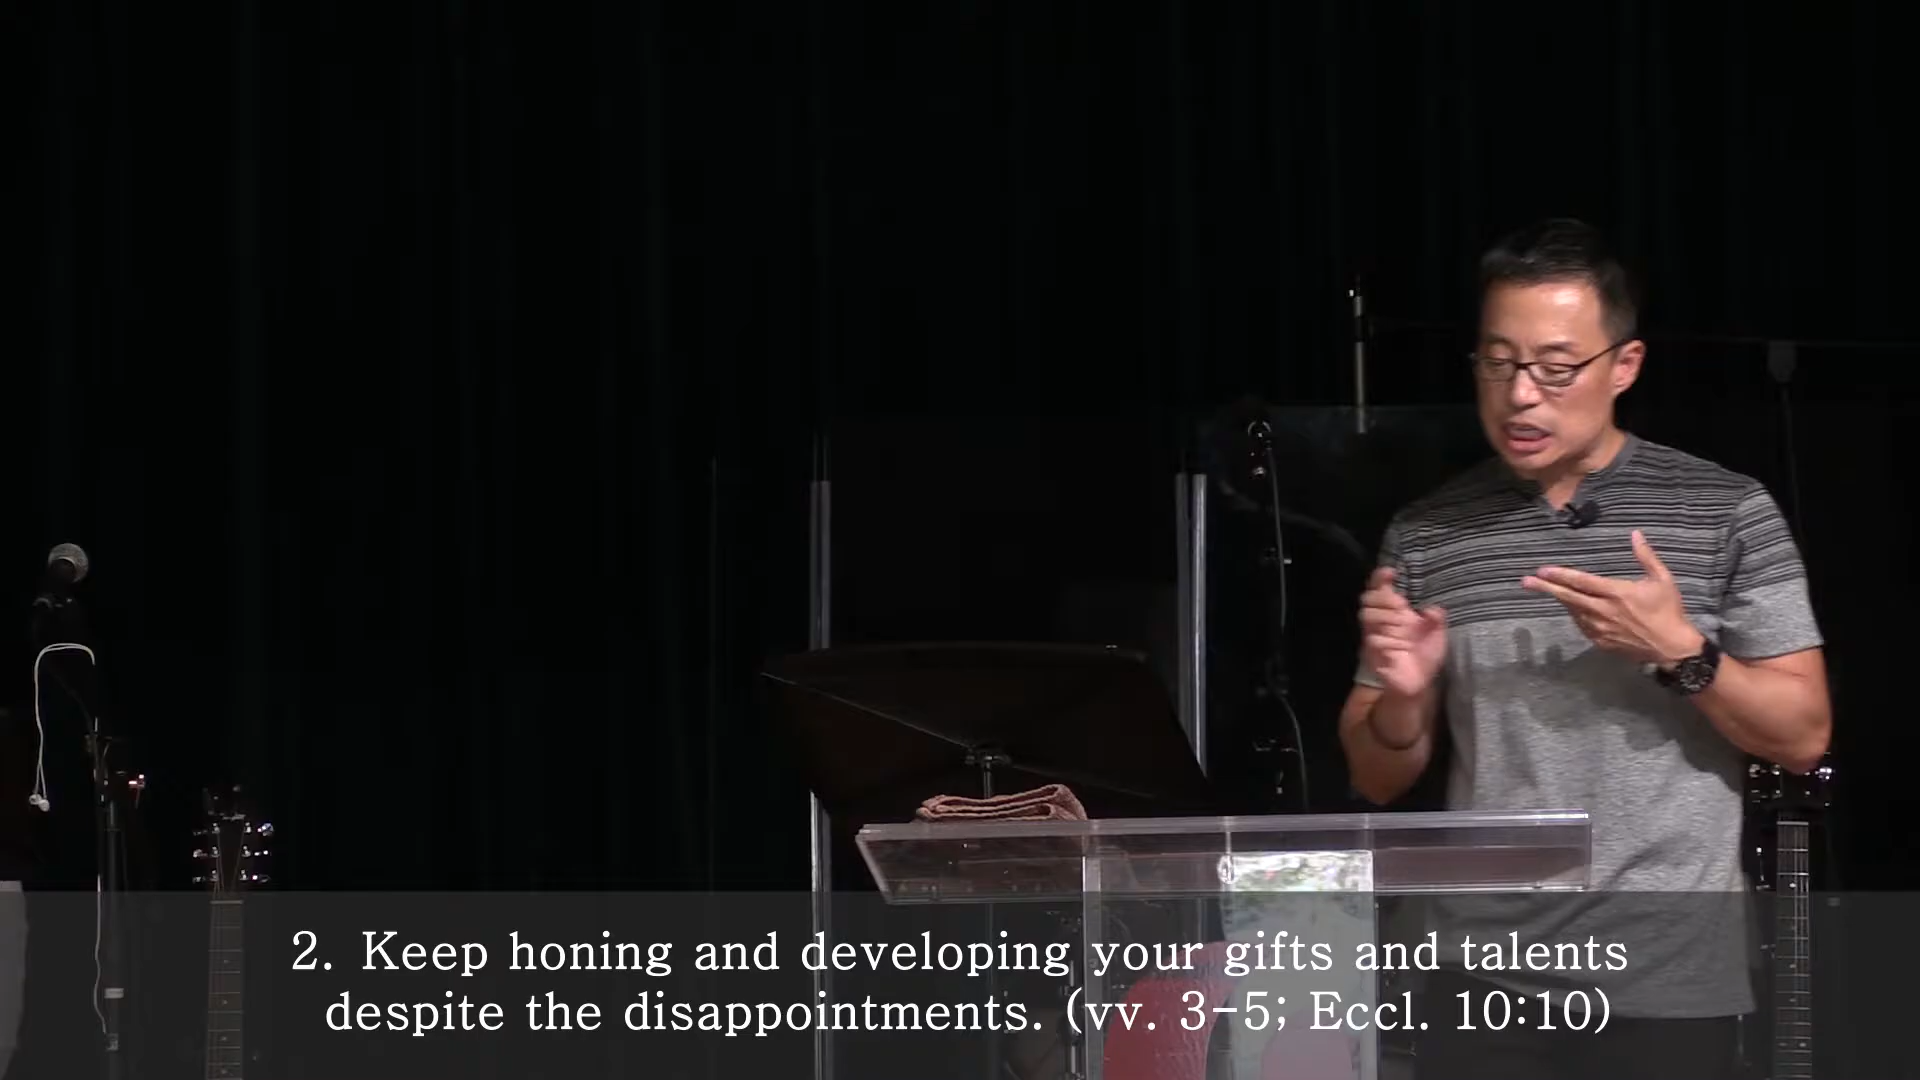 2. Keep honing and developing your gifts and talents
despite the disappointments. (vv. 3-5; Eccl. 10:10)